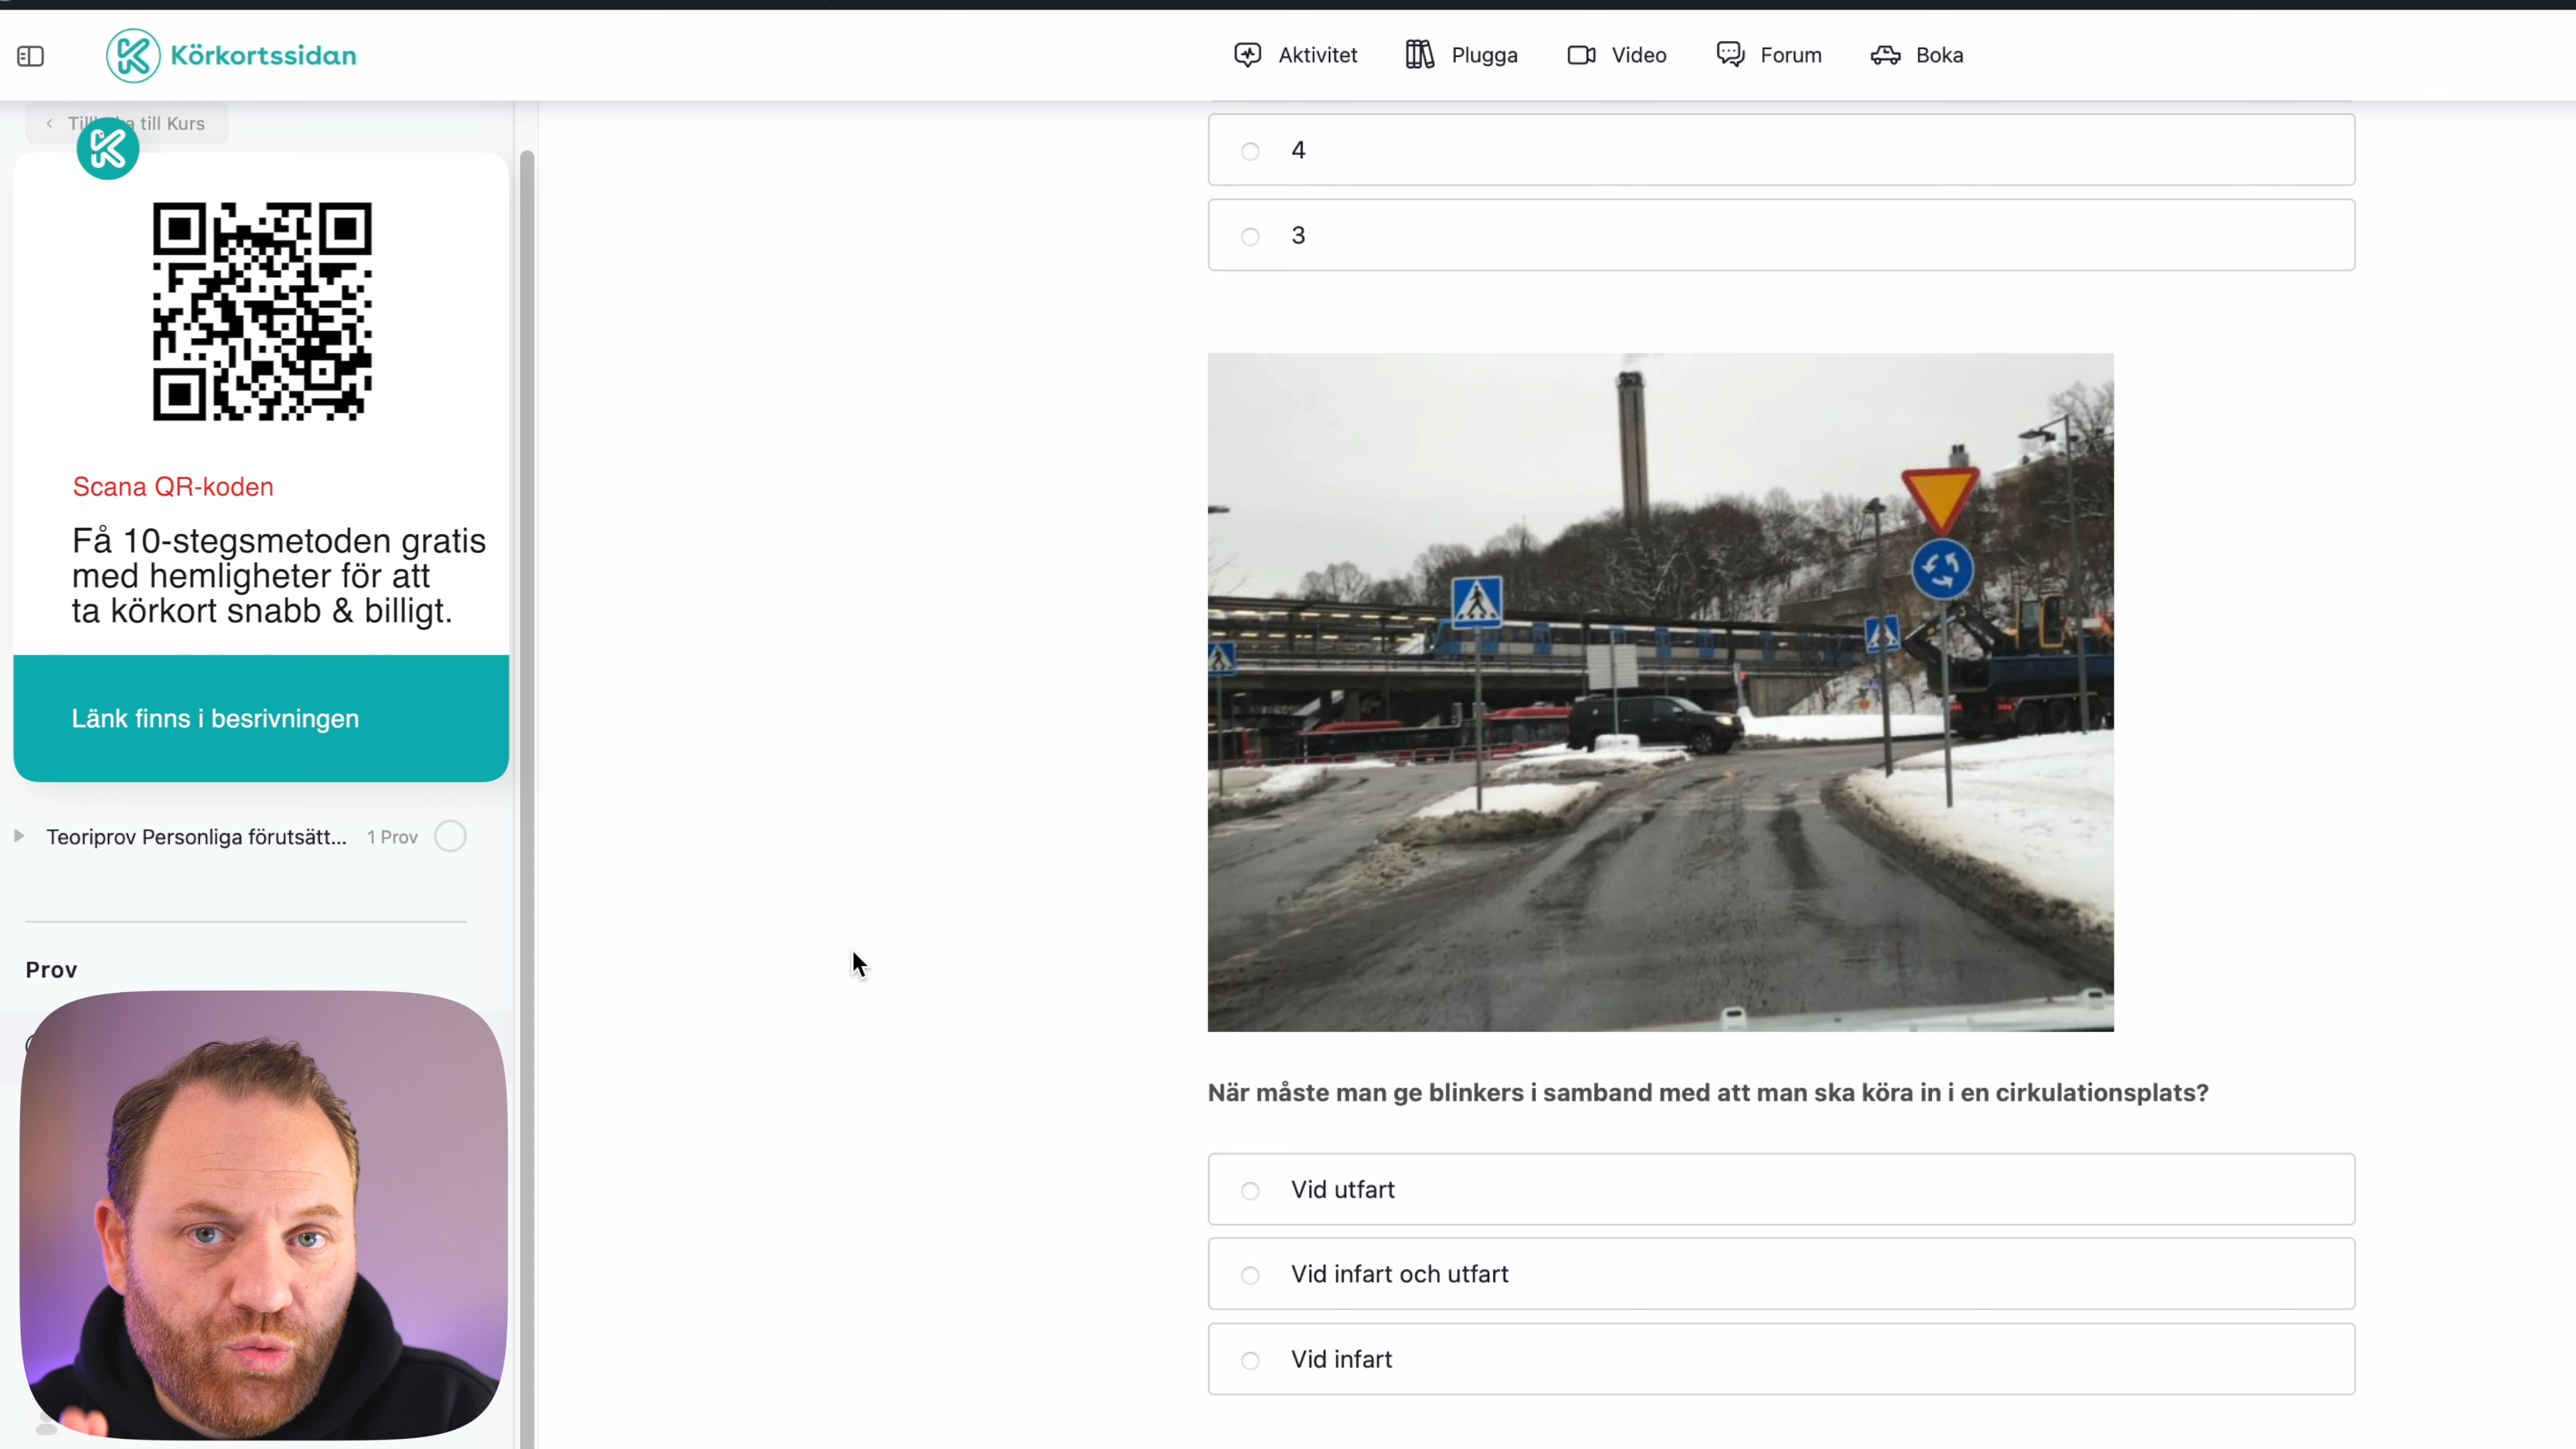 Körkortssidan
Aktivitet
Plugga
Video
Forum
Boka
till Kurs
Scana QR-koden
Få 10-stegsmetoden gratis
med hemligheter för att
ta körkort snabb & billigt.
Länk finns i besrivningen
Teoriprov Personliga förutsätt... 1 Prov
Prov
4
3
När måste man ge blinkers i samband med att man ska köra in i en cirkulationsplats?
Vid utfart
Vid infart och utfart
Vid infart